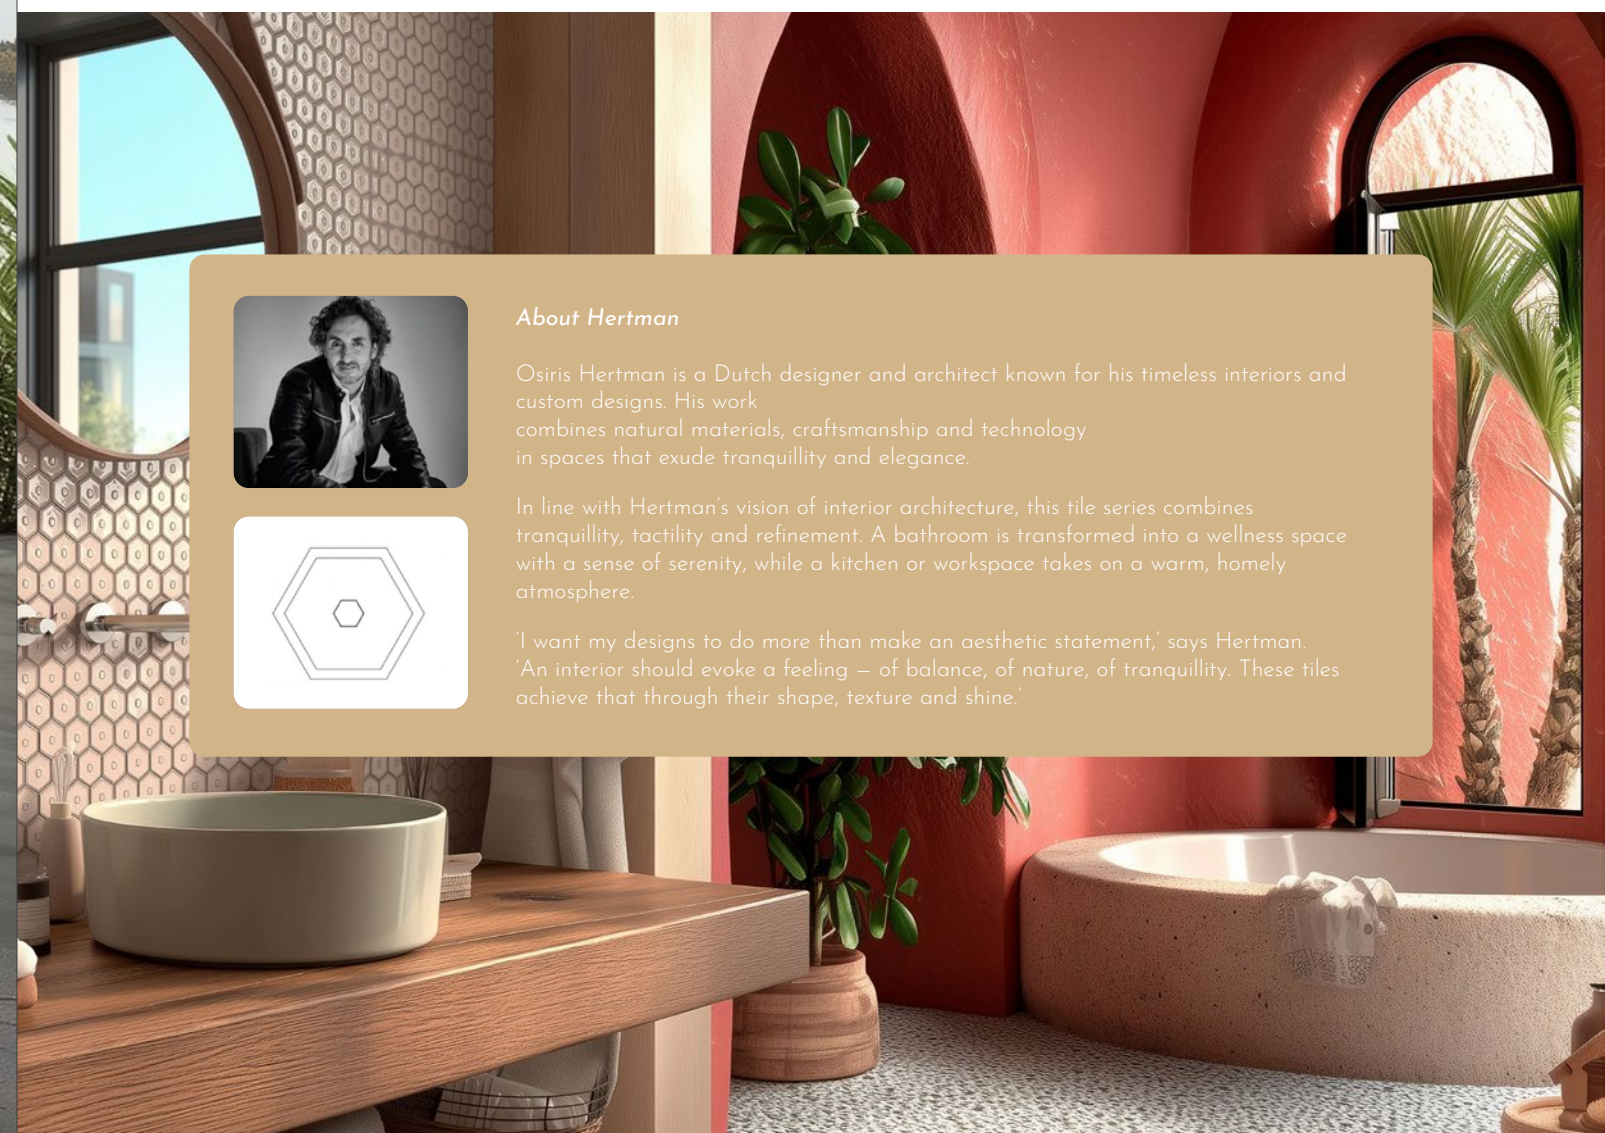 About Hertman
Osiris Hertman is a Dutch designer and architect known for his timeless interiors and
custom designs. His work
combines natural materials, craftsmanship and technology
in spaces that exude tranquillity and elegance.
In line with Hertman's vision of interior architecture, this tile series combines
tranquillity, tactility and refinement. A bathroom is transformed into a wellness space
with a sense of serenity, while a kitchen or workspace takes on a warm, homely
atmosphere.
'I want my designs to do more than make an aesthetic statement,' says Hertman.
'An interior should evoke a feeling – of balance, of nature, of tranquillity. These tiles
achieve that through their shape, texture and shine.'